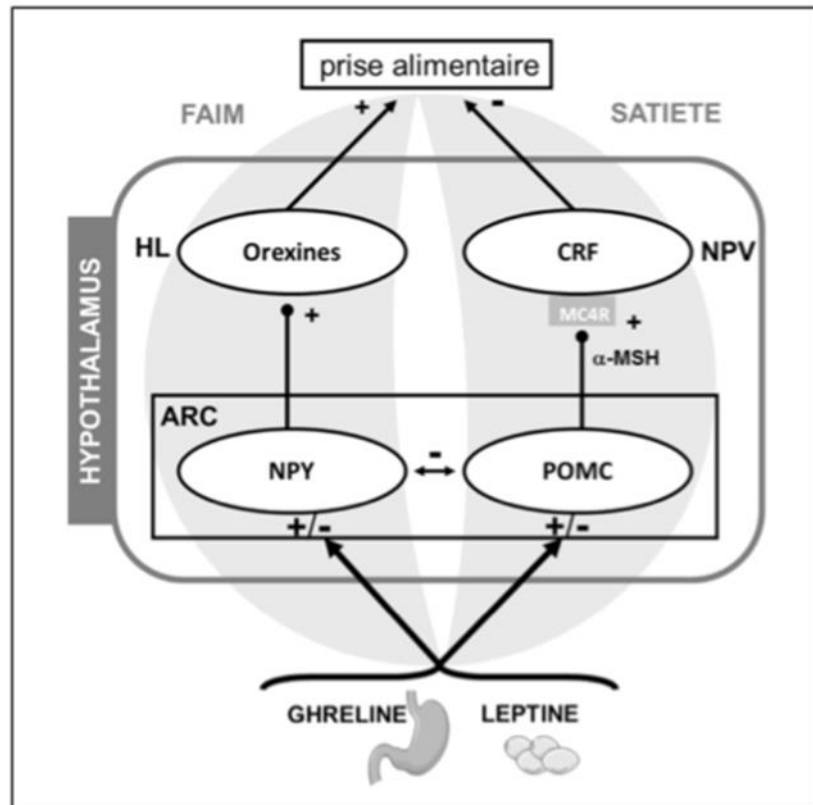 prise alimentaire
FAIM
+
-
SATIETE
HYPOTHALAMUS
HL
Orexines
CRF
NPV
+
MC4R
+
α-MSH
ARC
NPY
-
POMC
+/-
+/-
GHRELINE
LEPTINE